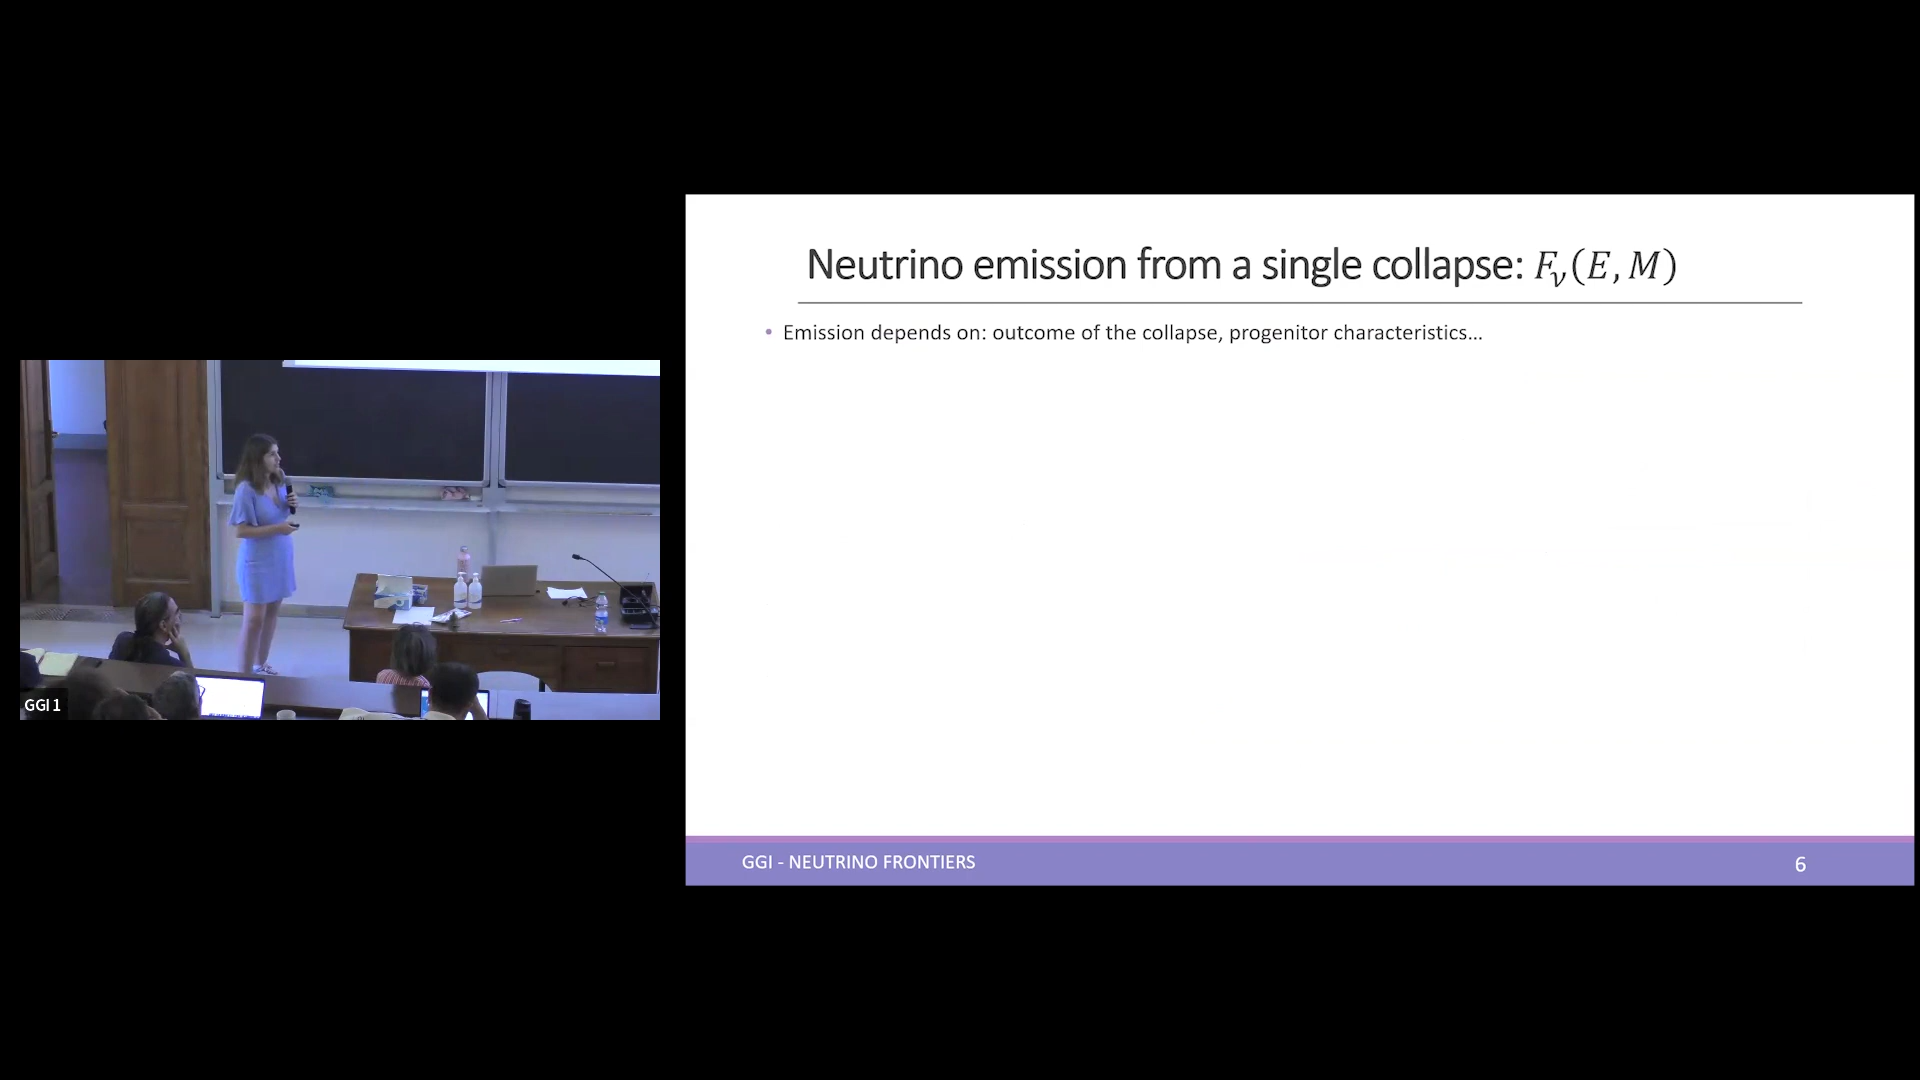 Neutrino emission from a single collapse: F_ν(E, M)
• Emission depends on: outcome of the collapse, progenitor characteristics...
GGI 1
GGI - NEUTRINO FRONTIERS
6